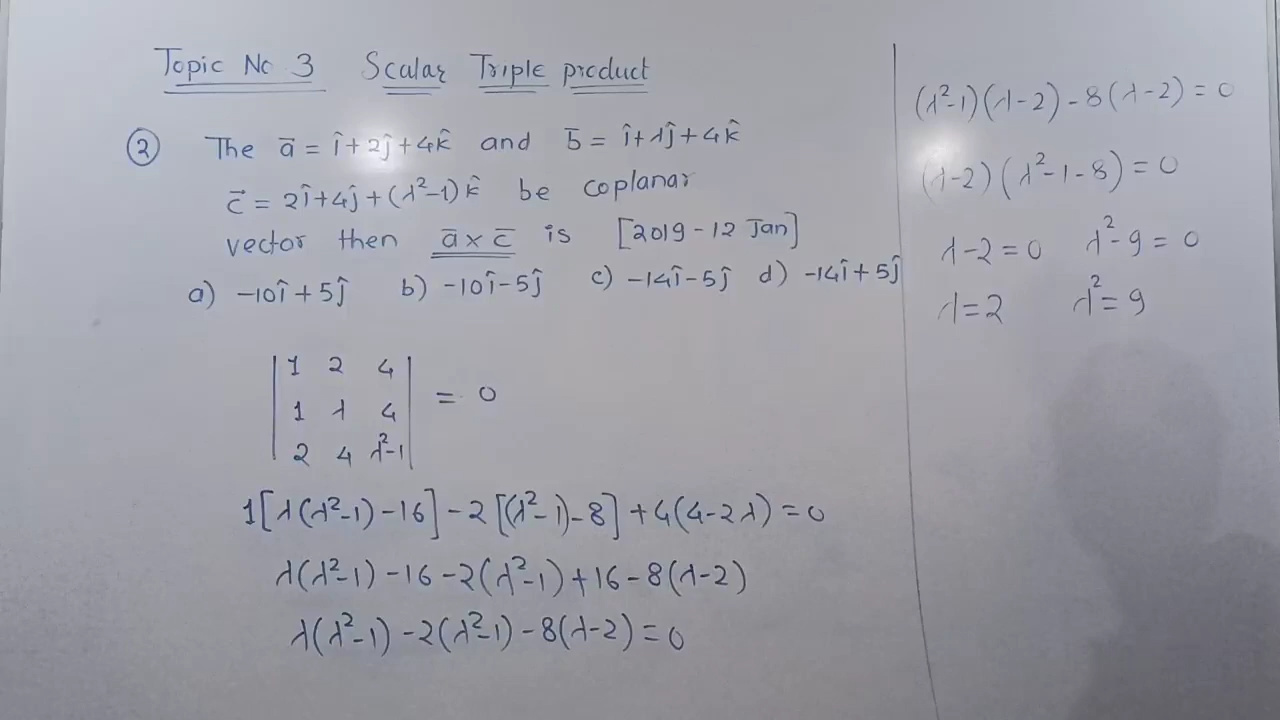 Topic No 3 Scalar Triple product
② The a̅ = î+2ĵ+4k̂ and b̅ = î+λĵ+4k̂
c⃗ = 2î+4ĵ+(λ²-1)k̂ be coplanar
vector then a̅ × c̅ is [2019-12 Jan]
a) -10î+5ĵ b) -10î-5ĵ c) -14î-5ĵ d) -14î+5ĵ
| 1 2 4 |
| 1 λ 4 | = 0
| 2 4 λ²-1 |
1[λ(λ²-1)-16]-2[(λ²-1)-8]+4(4-2λ)=0
λ(λ²-1)-16-2(λ²-1)+16-8(λ-2)
λ(λ²-1)-2(λ²-1)-8(λ-2)=0
(λ²-1)(λ-2)-8(λ-2)=0
(λ-2)(λ²-1-8)=0
λ-2=0 λ²-9=0
λ=2 λ²=9